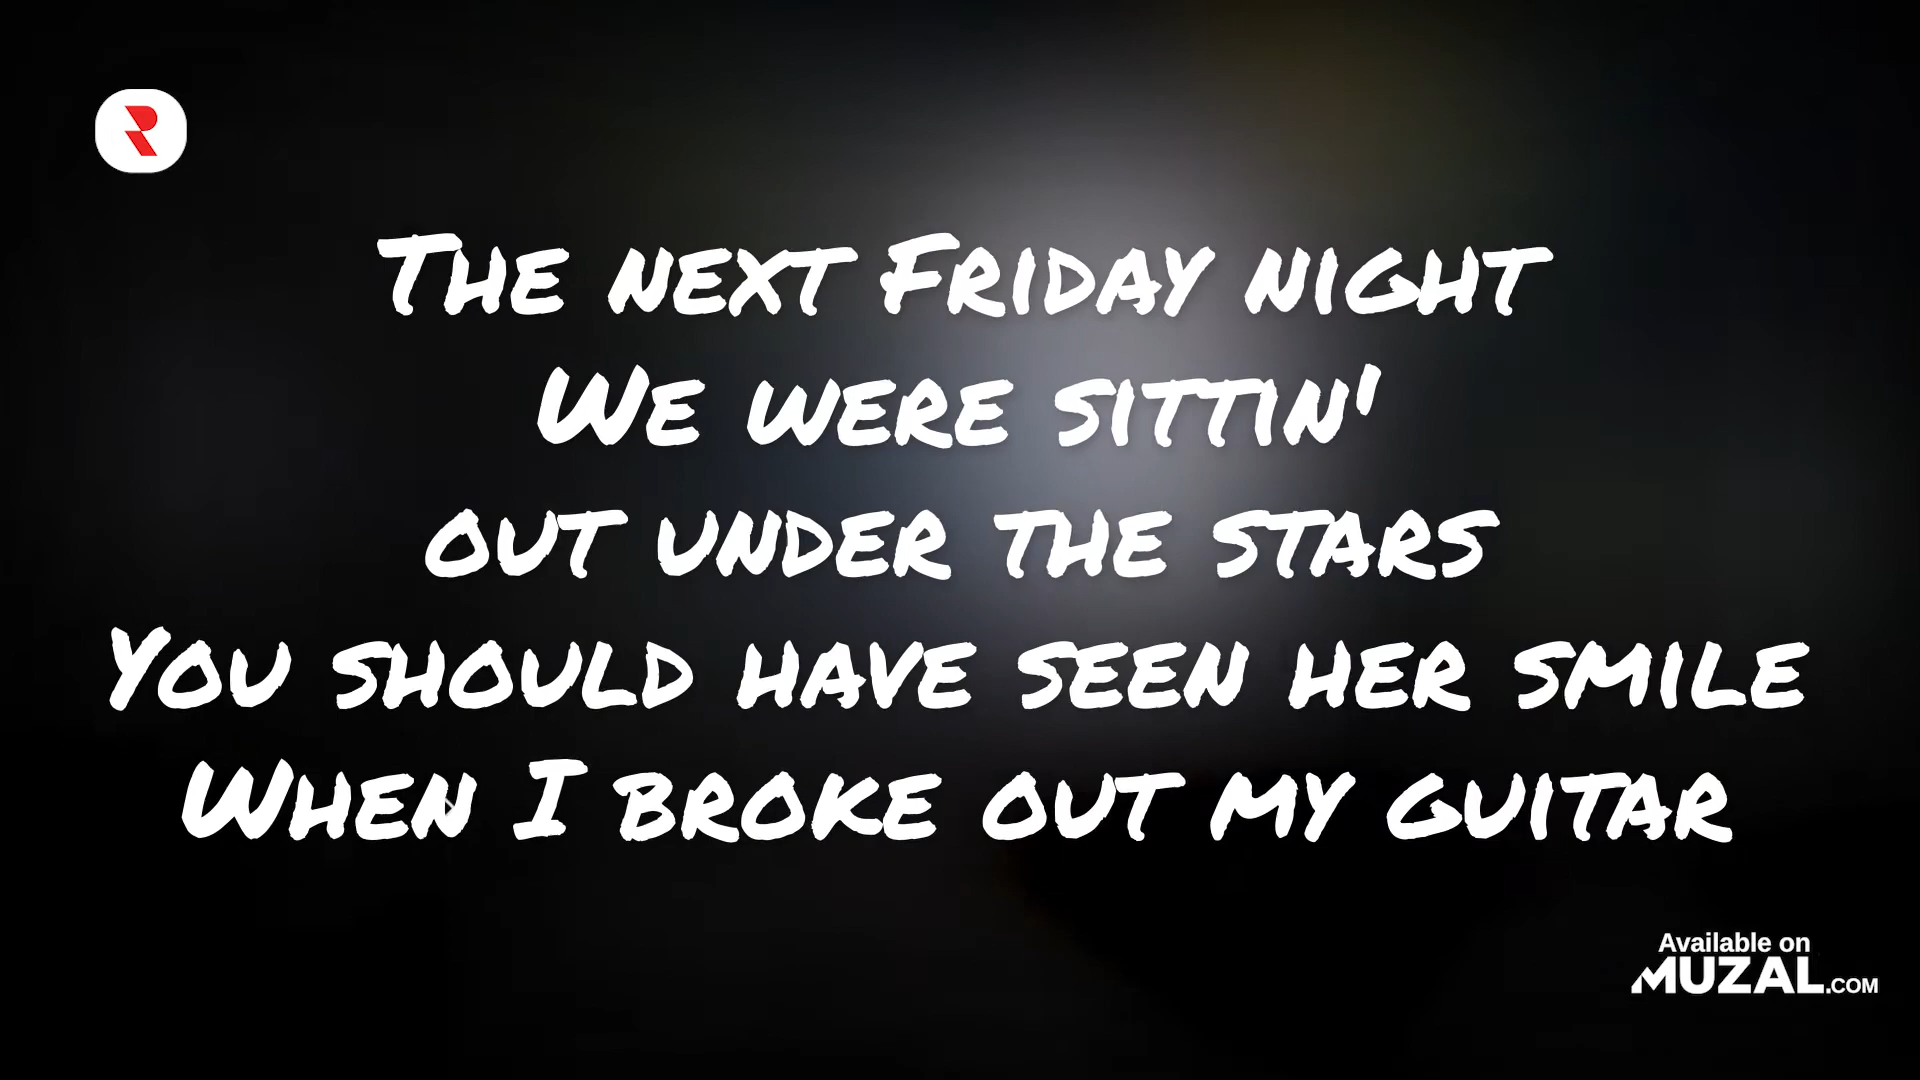 R
The next Friday night
We were sittin'
out under the stars
You should have seen her smile
When I broke out my guitar
Available on
MUZAL.COM